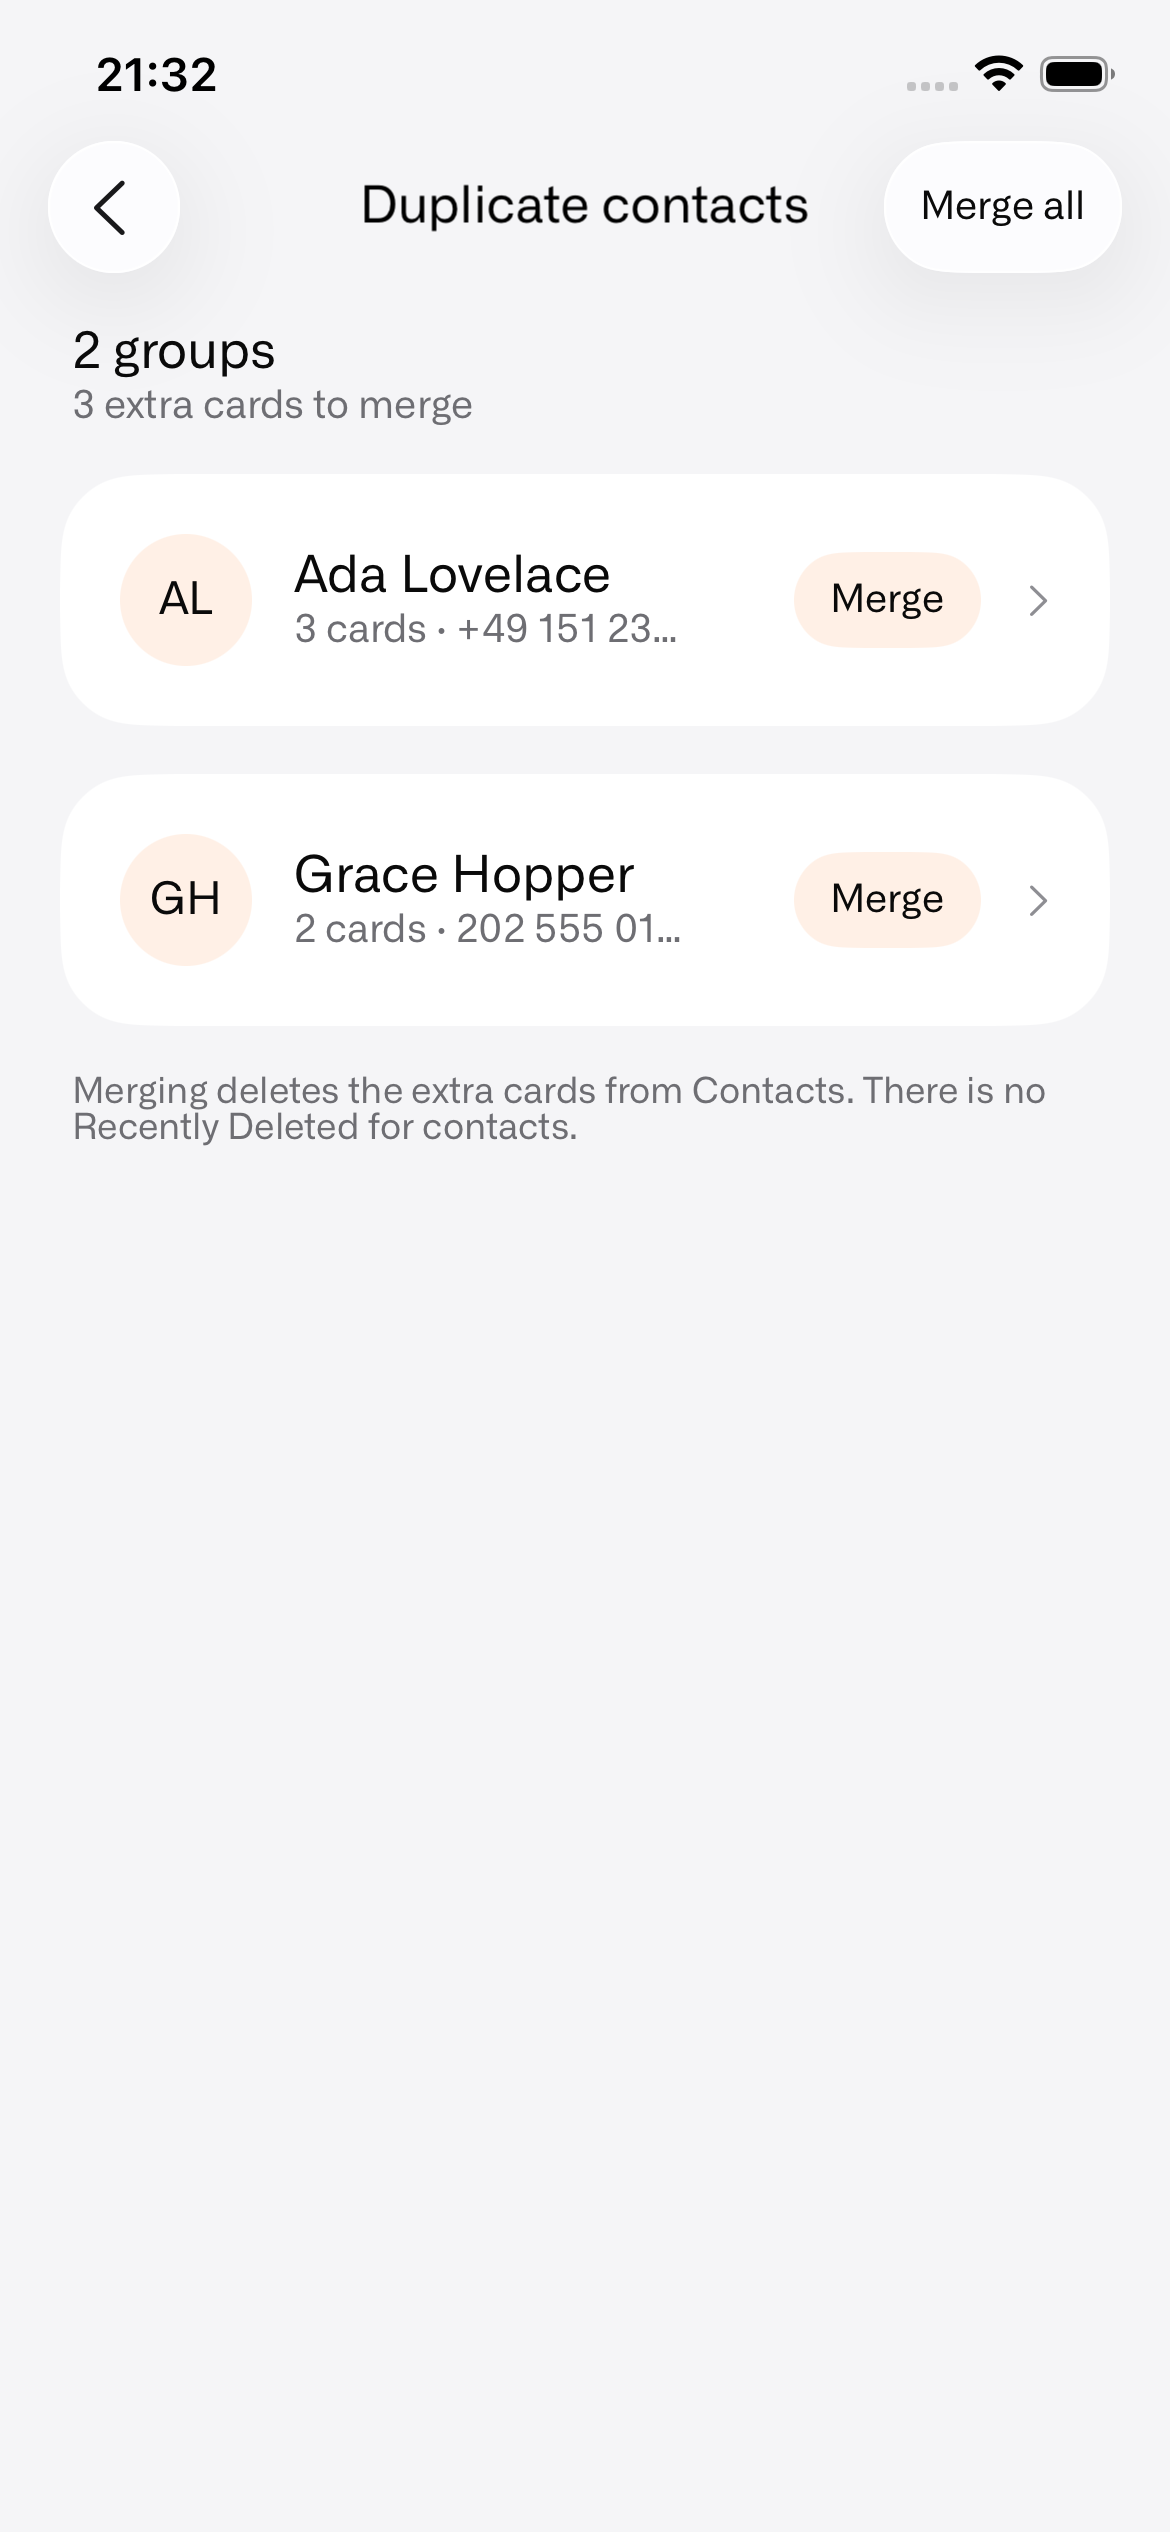 21:32
Duplicate contacts
Merge all
2 groups
3 extra cards to merge
AL
Ada Lovelace
3 cards • +49 151 23...
Merge
GH
Grace Hopper
2 cards • 202 555 01...
Merge
Merging deletes the extra cards from Contacts. There is no
Recently Deleted for contacts.